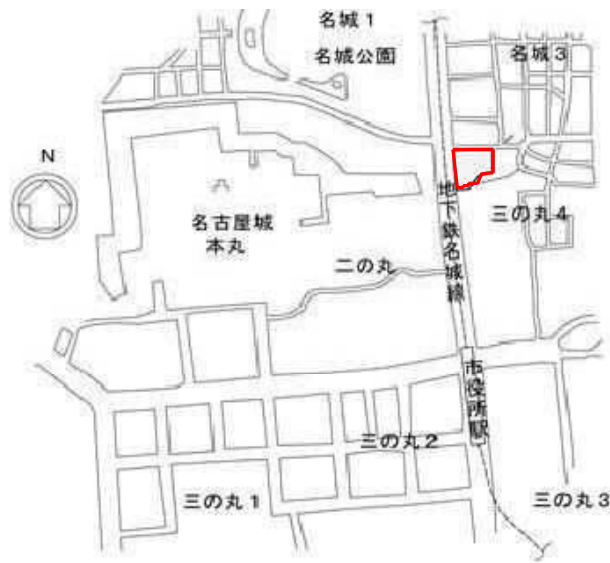 名城1
名城公園
名城3
N
三の丸4
名古屋城
本丸
二の丸
地下鉄名城線
市役所駅
三の丸2
三の丸1
三の丸3